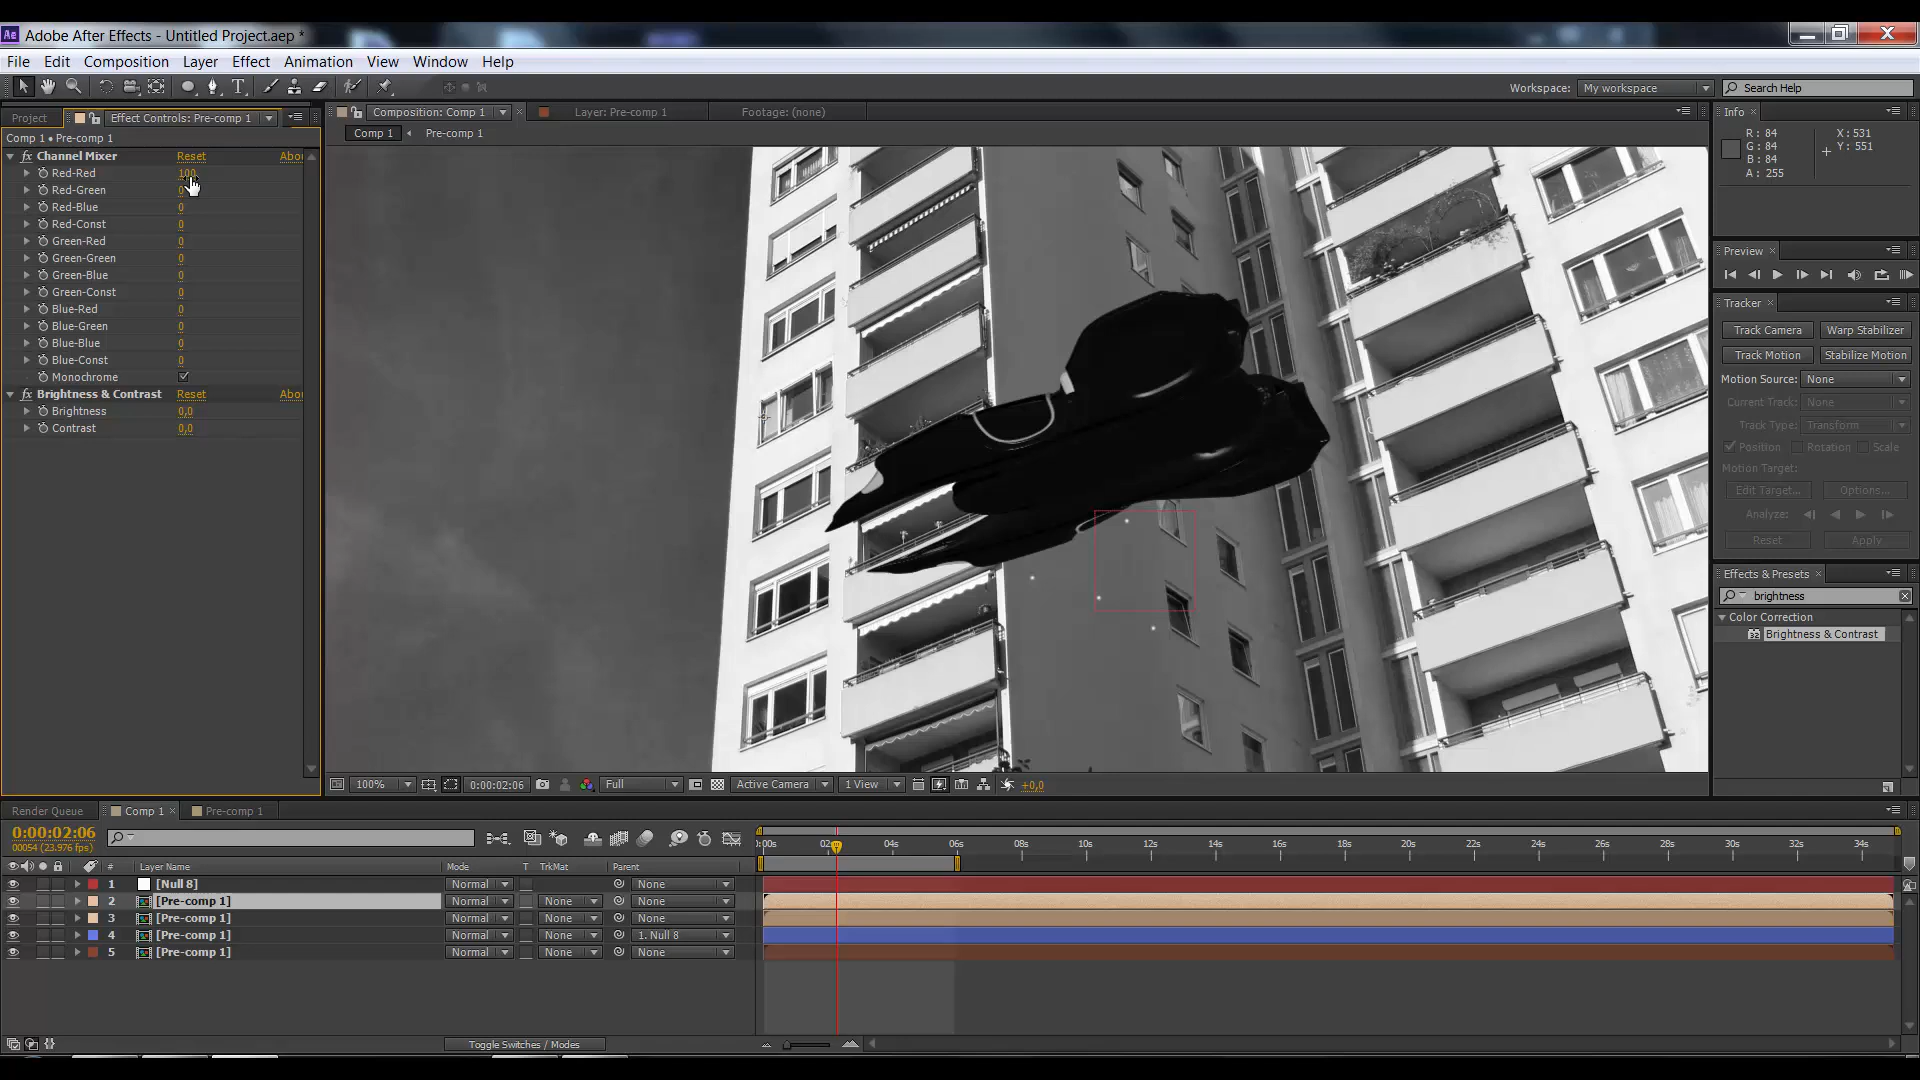 Ae Adobe After Effects - Untitled Project.aep *
File Edit Composition Layer Effect Animation View Window Help
Workspace: My workspace Search Help
Project Effect Controls: Pre-comp 1
Comp 1 • Pre-comp 1
fx Channel Mixer Reset Abou
Red-Red 100
Red-Green 0
Red-Blue 0
Red-Const 0
Green-Red 0
Green-Green 0
Green-Blue 0
Green-Const 0
Blue-Red 0
Blue-Green 0
Blue-Blue 0
Blue-Const 0
Monochrome
fx Brightness & Contrast Reset Abou
Brightness 0,0
Contrast 0,0
Composition: Comp 1 Layer: Pre-comp 1 Footage: (none)
Comp 1 Pre-comp 1
100% 0:00:02:06 Full Active Camera 1 View +0,0
Info
R: 84 X: 531
G: 84 Y: 551
B: 84
A: 255
Preview
Tracker
Track Camera Warp Stabilizer
Track Motion Stabilize Motion
Motion Source: None
Current Track: None
Track Type: Transform
Position Rotation Scale
Motion Target:
Edit Target... Options...
Analyze:
Reset Apply
Effects & Presets
brightness
Color Correction
32 Brightness & Contrast
Render Queue Comp 1 Pre-comp 1
0:00:02:06
00054 (23.976 fps)
# Layer Name Mode T TrkMat Parent
1 [Null 8] Normal None
2 [Pre-comp 1] Normal None None
3 [Pre-comp 1] Normal None None
4 [Pre-comp 1] Normal None 1. Null 8
5 [Pre-comp 1] Normal None None
:00s 02 04s 06s 08s 10s 12s 14s 16s 18s 20s 22s 24s 26s 28s 30s 32s 34s
Toggle Switches / Modes